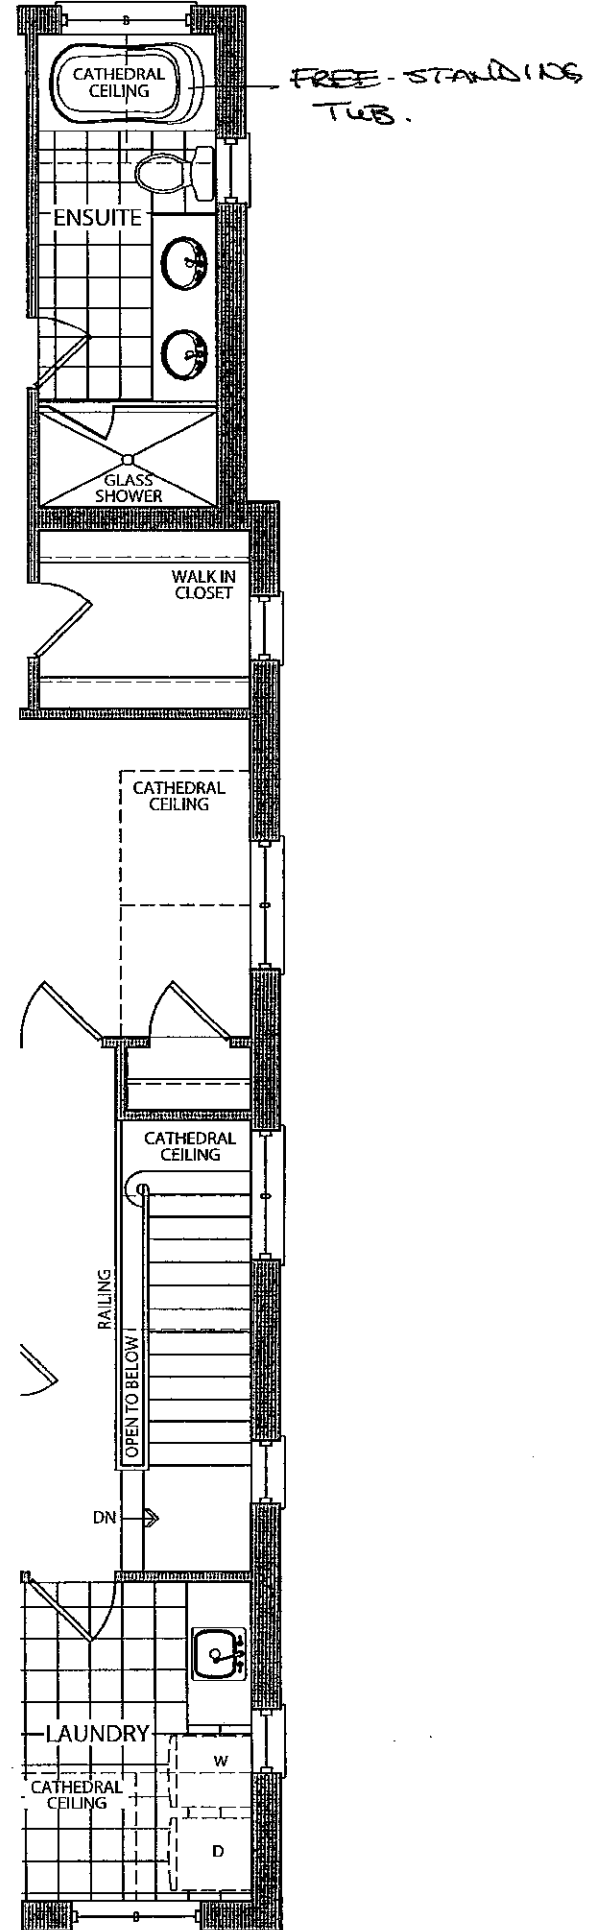 CATHEDRAL
CEILING
FREE-STANDING
TUB.
ENSUITE
GLASS
SHOWER
WALK IN
CLOSET
CATHEDRAL
CEILING
CATHEDRAL
CEILING
RAILING
OPEN TO BELOW
DN
LAUNDRY
CATHEDRAL
CEILING
W
D